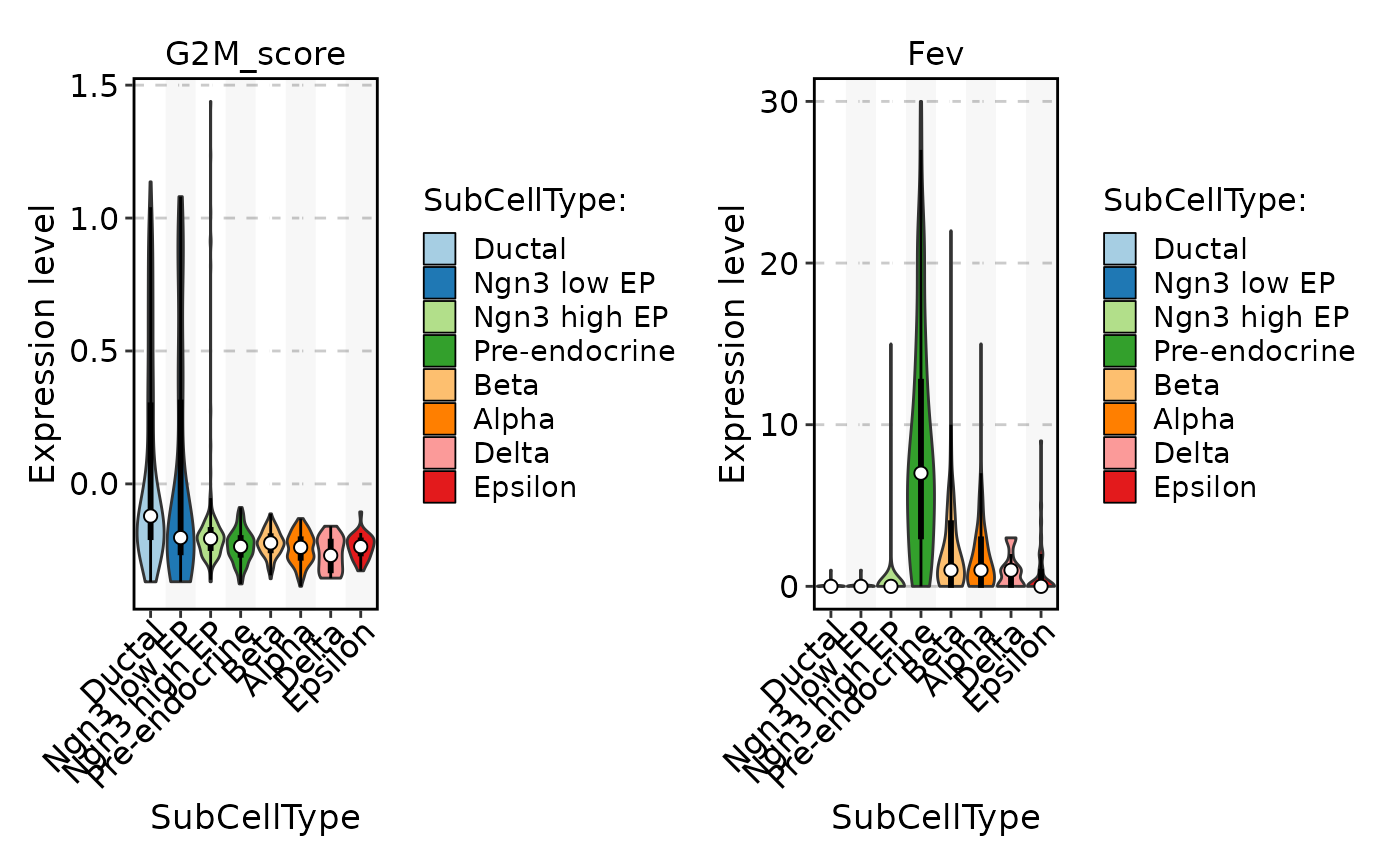 G2M_score
1.5
1.0
0.5
0.0
Expression level
Ductal
Ngn3 low EP
Ngn3 high EP
Pre-endocrine
Beta
Alpha
Delta
Epsilon
SubCellType
SubCellType:
Ductal
Ngn3 low EP
Ngn3 high EP
Pre-endocrine
Beta
Alpha
Delta
Epsilon
Fev
30
20
10
0
Expression level
Ductal
Ngn3 low EP
Ngn3 high EP
Pre-endocrine
Beta
Alpha
Delta
Epsilon
SubCellType
SubCellType:
Ductal
Ngn3 low EP
Ngn3 high EP
Pre-endocrine
Beta
Alpha
Delta
Epsilon